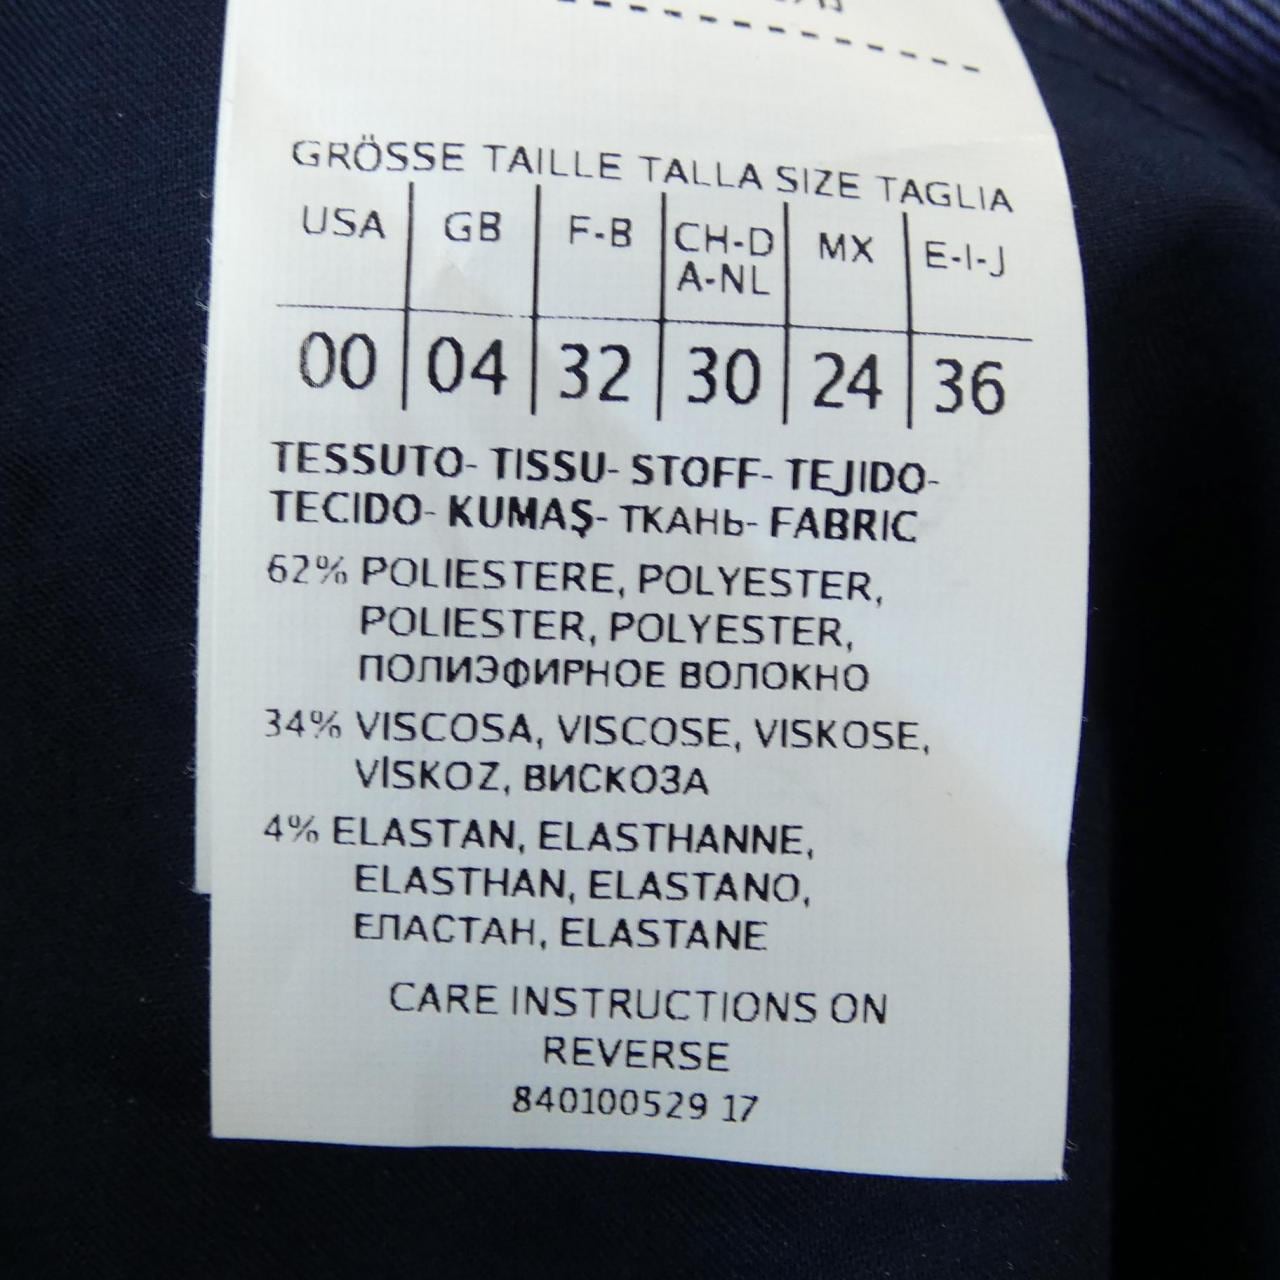 GRÖSSE TAILLE TALLA SIZE TAGLIA
USA GB F-B CH-D A-NL MX E-I-J
00 04 32 30 24 36
TESSUTO- TISSU- STOFF- TEJIDO-
TECIDO- KUMAŞ- ТКАНЬ- FABRIC
62% POLIESTERE, POLYESTER,
POLIESTER, POLYESTER,
ПОЛИЭФИРНОЕ ВОЛОКНО
34% VISCOSA, VISCOSE, VISKOSE,
VİSKOZ, ВИСКОЗА
4% ELASTAN, ELASTHANNE,
ELASTHAN, ELASTANO,
ЕПАСТАН, ELASTANE
CARE INSTRUCTIONS ON
REVERSE
840100529 17